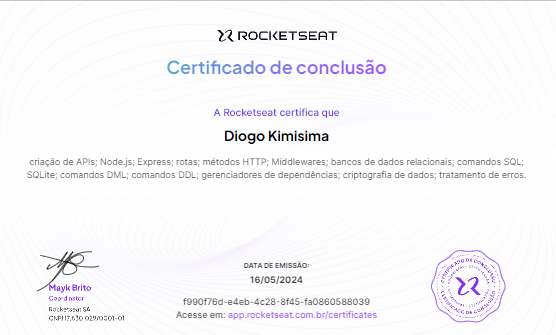 ROCKETSEAT
Certificado de conclusão
A Rocketseat certifica que
Diogo Kimisima
criação de APIs; Node.js; Express; rotas; métodos HTTP; Middlewares; bancos de dados relacionais; comandos SQL;
SQLite; comandos DML; comandos DDL; gerenciadores de dependências; criptografia de dados; tratamento de erros.
Mayk Brito
Coordinator
Rocketseat SA
CNPJ 17.630.029/0001-01
DATA DE EMISSÃO:
16/05/2024
f990f76d-e4eb-4c28-8f45-fa0860588039
Acesse em: app.rocketseat.com.br/certificates
CERTIFICADO DE CONCLUSÃO
CERTIFICADO DE CONCLUSÃO